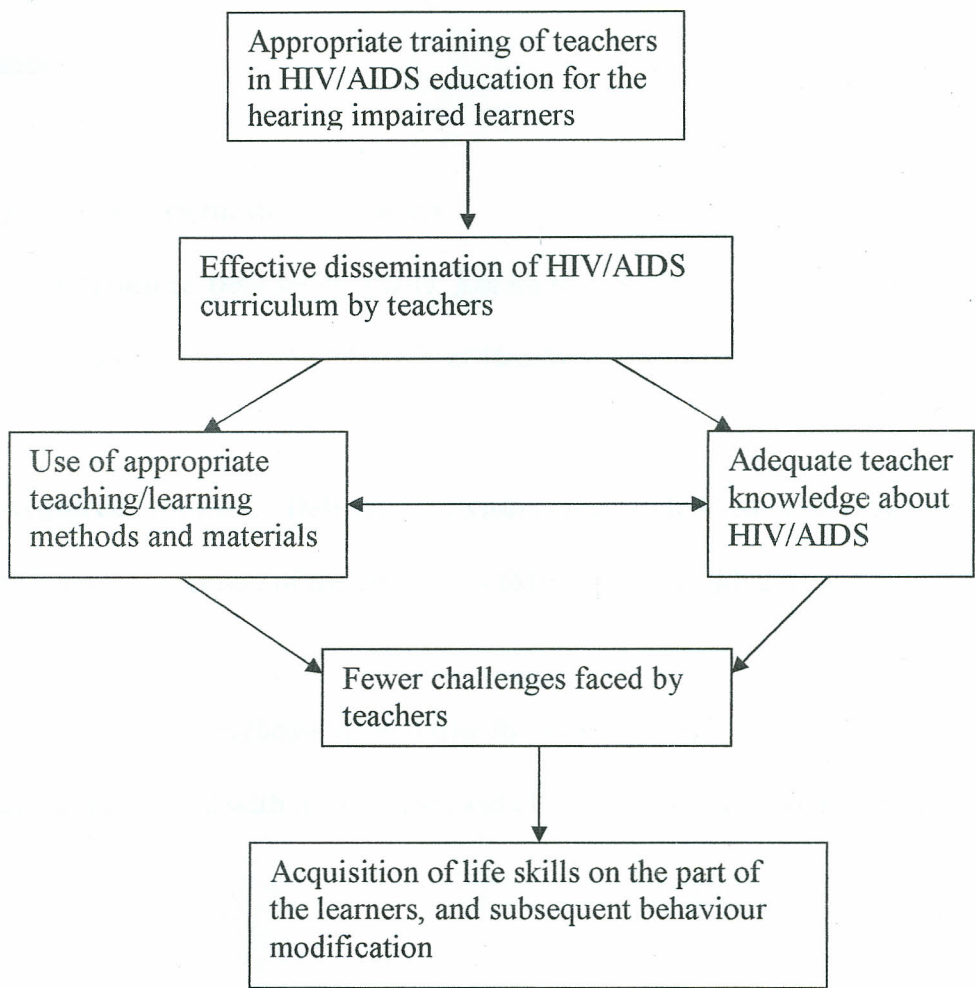 Appropriate training of teachers
in HIV/AIDS education for the
hearing impaired learners
Effective dissemination of HIV/AIDS
curriculum by teachers
Use of appropriate
teaching/learning
methods and materials
Adequate teacher
knowledge about
HIV/AIDS
Fewer challenges faced by
teachers
Acquisition of life skills on the part of
the learners, and subsequent behaviour
modification